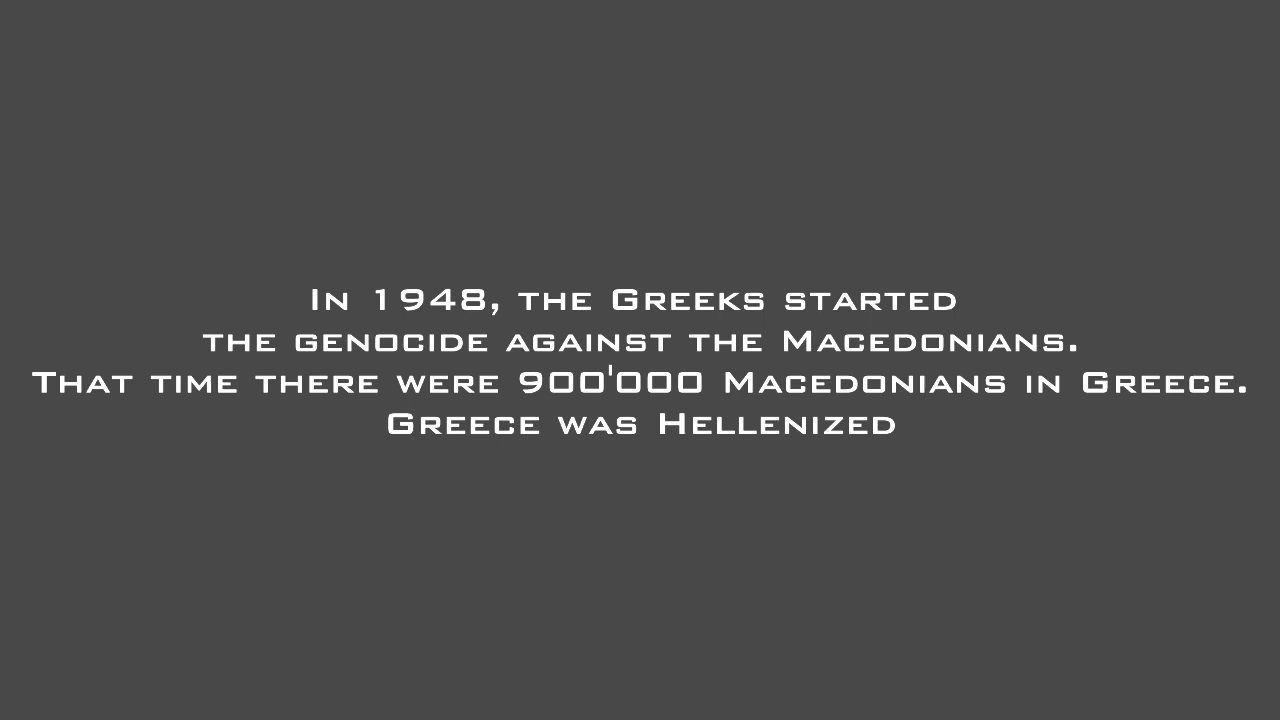 In 1948, the Greeks started
the genocide against the Macedonians.
That time there were 900'000 Macedonians in Greece.
Greece was Hellenized